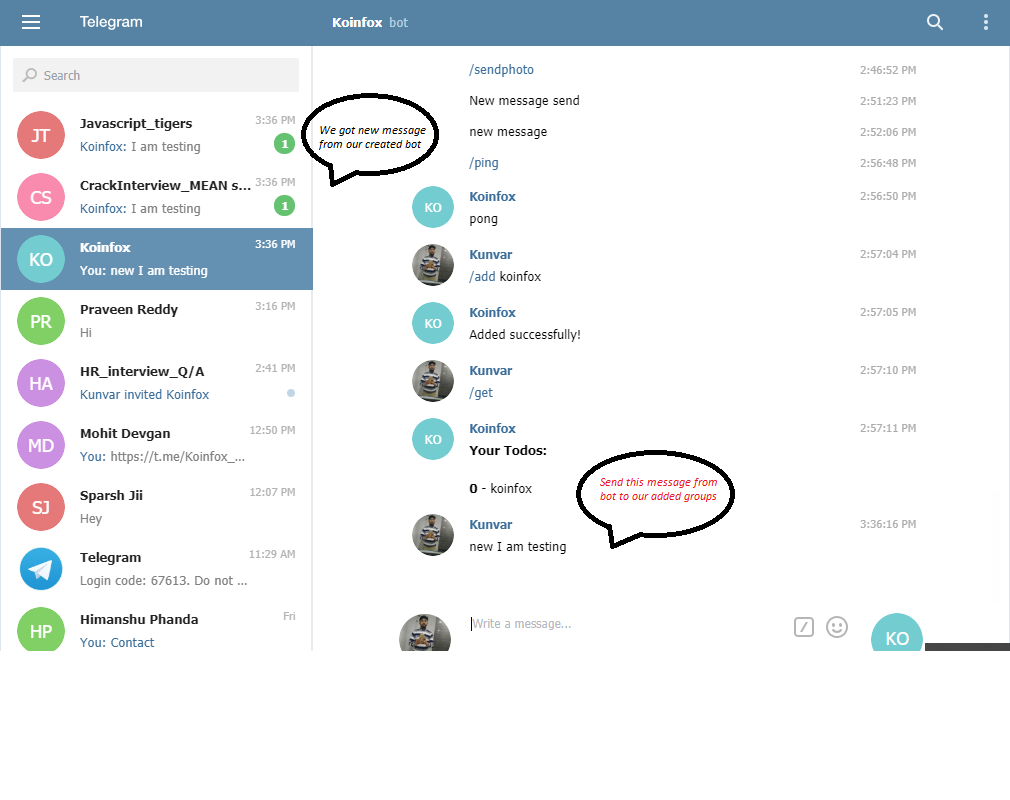 Telegram
Koinfox bot
Search
JT
Javascript_tigers
3:36 PM
Koinfox: I am testing
1
CS
CrackInterview_MEAN s...
3:36 PM
Koinfox: I am testing
1
KO
Koinfox
3:36 PM
You: new I am testing
PR
Praveen Reddy
3:16 PM
Hi
HA
HR_interview_Q/A
2:41 PM
Kunvar invited Koinfox
MD
Mohit Devgan
12:50 PM
You: https://t.me/Koinfox_...
SJ
Sparsh Jii
12:07 PM
Hey
Telegram
11:29 AM
Login code: 67613. Do not ...
HP
Himanshu Phanda
Fri
You: Contact
We got new message
from our created bot
/sendphoto
2:46:52 PM
New message send
2:51:23 PM
new message
2:52:06 PM
/ping
2:56:48 PM
KO
Koinfox
2:56:50 PM
pong
Kunvar
2:57:04 PM
/add koinfox
KO
Koinfox
2:57:05 PM
Added successfully!
Kunvar
2:57:10 PM
/get
KO
Koinfox
2:57:11 PM
Your Todos:
0 - koinfox
Send this message from
bot to our added groups
Kunvar
3:36:16 PM
new I am testing
Write a message...
KO